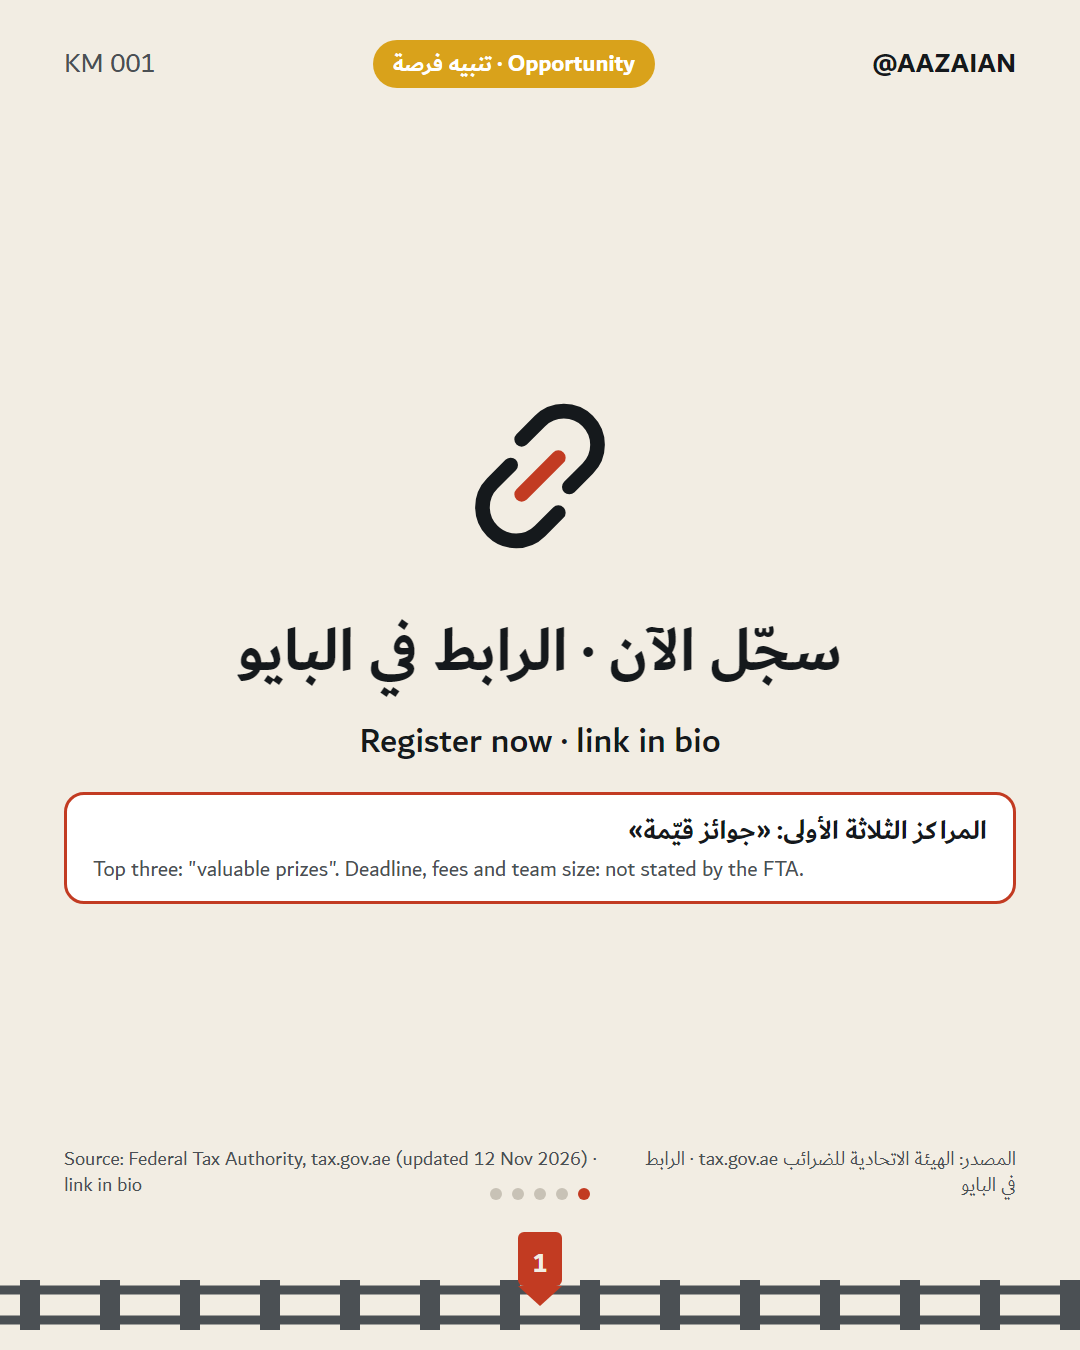 KM 001
تنبيه فرصة · Opportunity
@AAZAIAN
سجّل الآن · الرابط في البايو
Register now · link in bio
المراكز الثلاثة الأولى: «جوائز قيّمة»
Top three: "valuable prizes". Deadline, fees and team size: not stated by the FTA.
Source: Federal Tax Authority, tax.gov.ae (updated 12 Nov 2026) ·
link in bio
المصدر: الهيئة الاتحادية للضرائب tax.gov.ae · الرابط
في البايو
1